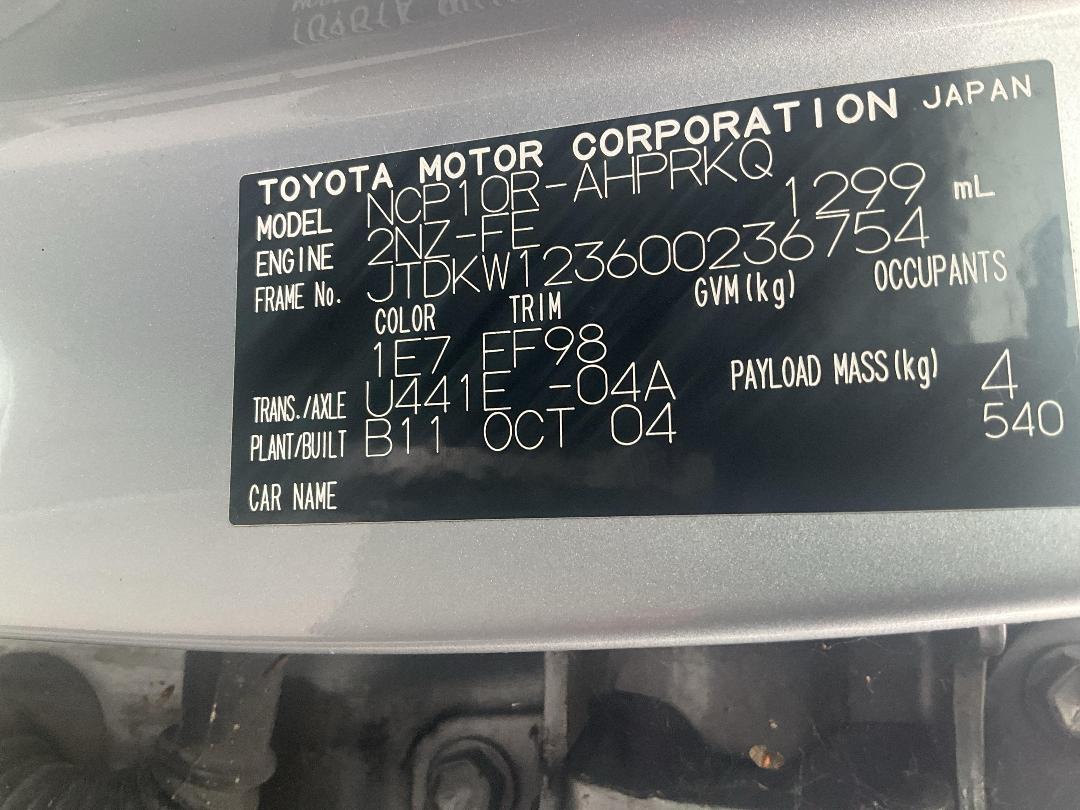 TOYOTA MOTOR CORPORATION JAPAN
MODEL NCP10R-AHPRKQ
ENGINE 2NZ-FE 1299 mL
FRAME No. JTDKW123600236754
COLOR TRIM GVM(kg) OCCUPANTS
1E7 EF98 4
TRANS./AXLE U441E -04A PAYLOAD MASS(kg) 540
PLANT/BUILT B11 OCT 04
CAR NAME